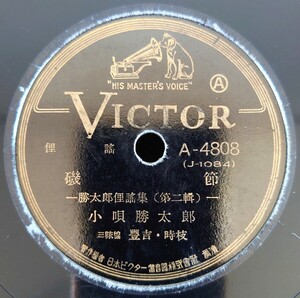 "HIS MASTER'S VOICE"
A
VICTOR
俚謠
A-4808
(J-1084)
磯節
—勝太郎俚謠集(第二輯)—
小唄勝太郎
三味線 豐吉・時枝